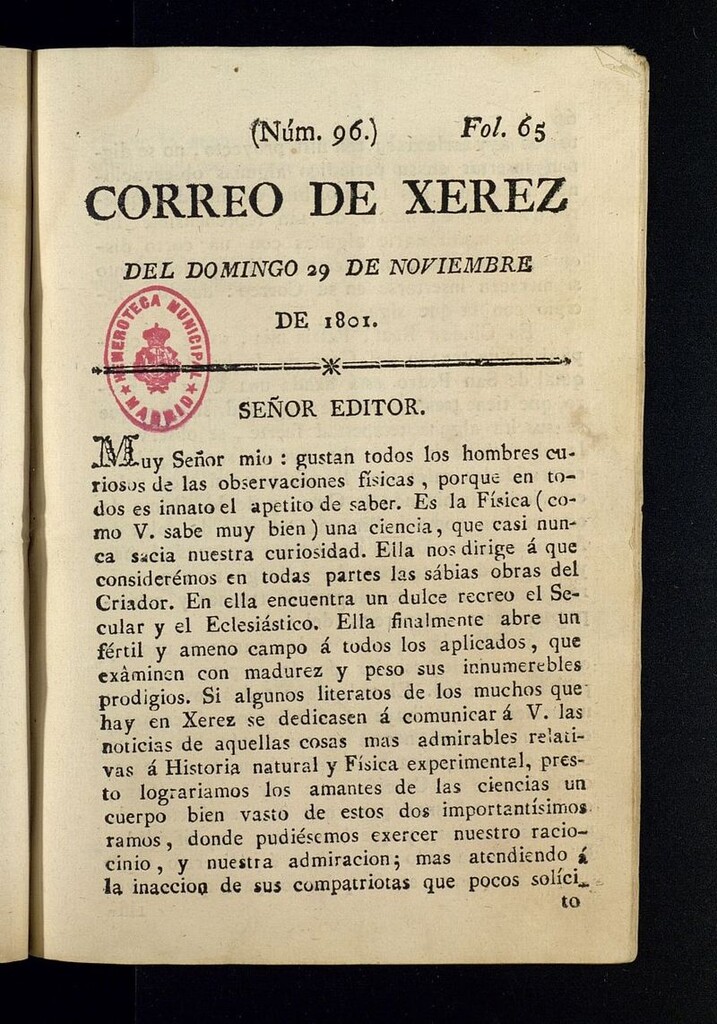 (Núm. 96.) Fol. 65
CORREO DE XEREZ
DEL DOMINGO 29 DE NOVIEMBRE
DE 1801.
HEMEROTECA MUNICIPAL
MADRID
SEÑOR EDITOR.
Muy Señor mio : gustan todos los hombres cu-
riosos de las observaciones físicas , porque en to-
dos es innato el apetito de saber. Es la Física ( co-
mo V. sabe muy bien ) una ciencia, que casi nun-
ca sacia nuestra curiosidad. Ella nos dirige á que
considerémos en todas partes las sábias obras del
Criador. En ella encuentra un dulce recreo el Se-
cular y el Eclesiástico. Ella finalmente abre un
fértil y ameno campo á todos los aplicados , que
exâminen con madurez y peso sus innumerebles
prodigios. Si algunos literatos de los muchos que
hay en Xerez se dedicasen á comunicar á V. las
noticias de aquellas cosas mas admirables relati-
vas á Historia natural y Física experimental, pres-
to lograriamos los amantes de las ciencias un
cuerpo bien vasto de estos dos importantísimos
ramos , donde pudiésemos exercer nuestro racio-
cinio , y nuestra admiracion; mas atendiendo á
la inaccion de sus compatriotas que pocos solíci-
to